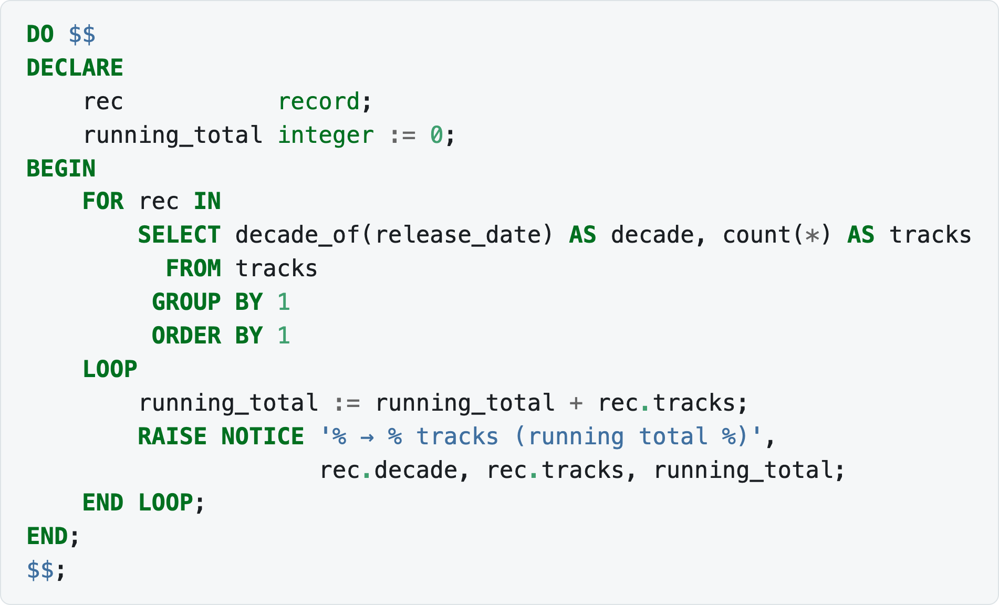 DO $$
DECLARE
    rec           record;
    running_total integer := 0;
BEGIN
    FOR rec IN
        SELECT decade_of(release_date) AS decade, count(*) AS tracks
          FROM tracks
         GROUP BY 1
         ORDER BY 1
    LOOP
        running_total := running_total + rec.tracks;
        RAISE NOTICE '% → % tracks (running total %)',
                     rec.decade, rec.tracks, running_total;
    END LOOP;
END;
$$;